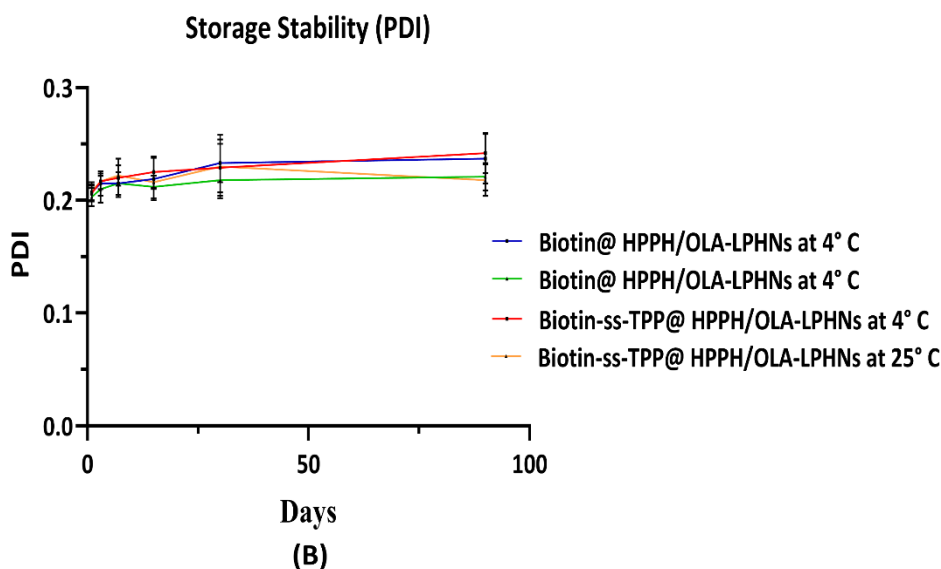 Storage Stability (PDI)
0.3
0.2
0.1
0.0
PDI
0
50
100
Days
(B)
Biotin@ HPPH/OLA-LPHNs at 4° C
Biotin@ HPPH/OLA-LPHNs at 4° C
Biotin-ss-TPP@ HPPH/OLA-LPHNs at 4° C
Biotin-ss-TPP@ HPPH/OLA-LPHNs at 25° C